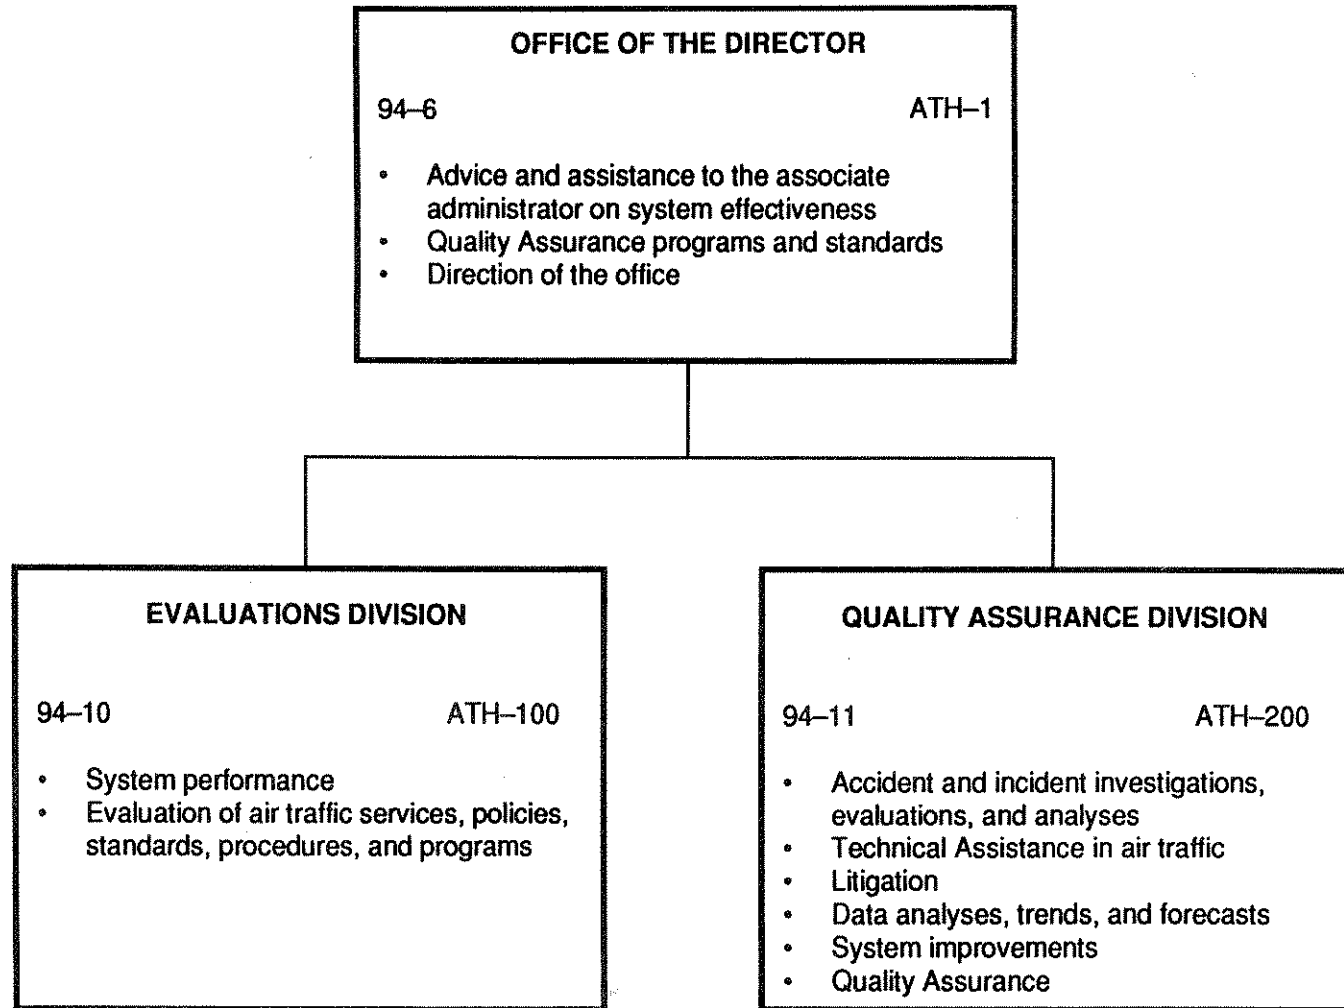 OFFICE OF THE DIRECTOR
94–6 ATH–1
• Advice and assistance to the associate
administrator on system effectiveness
• Quality Assurance programs and standards
• Direction of the office
EVALUATIONS DIVISION
94–10 ATH–100
• System performance
• Evaluation of air traffic services, policies,
standards, procedures, and programs
QUALITY ASSURANCE DIVISION
94–11 ATH–200
• Accident and incident investigations,
evaluations, and analyses
• Technical Assistance in air traffic
• Litigation
• Data analyses, trends, and forecasts
• System improvements
• Quality Assurance